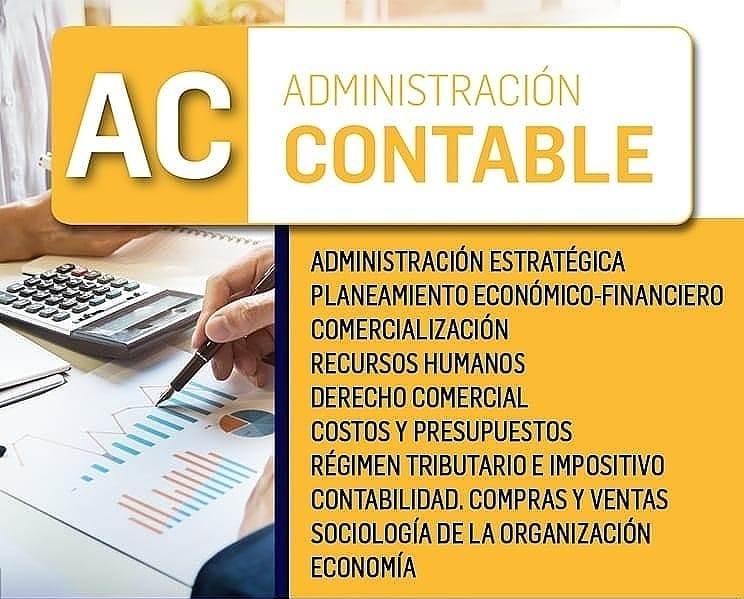 AC
ADMINISTRACIÓN
CONTABLE
ADMINISTRACIÓN ESTRATÉGICA
PLANEAMIENTO ECONÓMICO-FINANCIERO
COMERCIALIZACIÓN
RECURSOS HUMANOS
DERECHO COMERCIAL
COSTOS Y PRESUPUESTOS
RÉGIMEN TRIBUTARIO E IMPOSITIVO
CONTABILIDAD. COMPRAS Y VENTAS
SOCIOLOGÍA DE LA ORGANIZACIÓN
ECONOMÍA